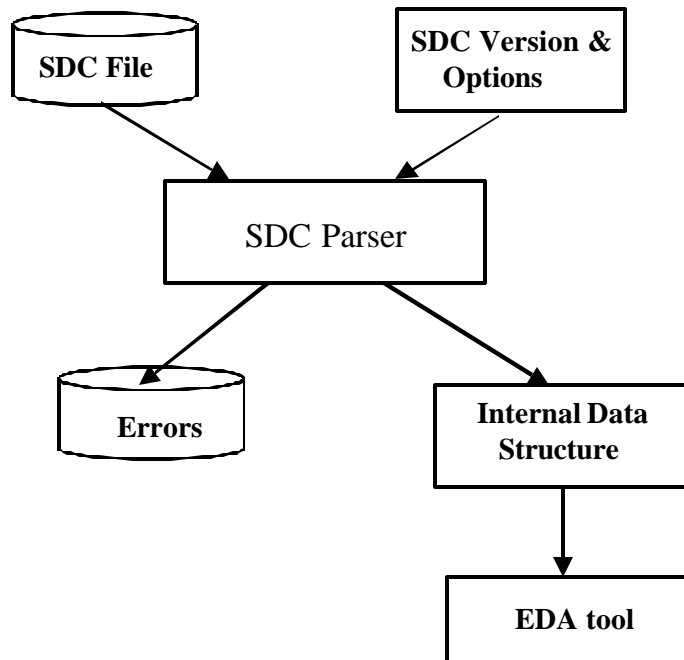 SDC File
SDC Version &
Options
SDC Parser
Errors
Internal Data
Structure
EDA tool